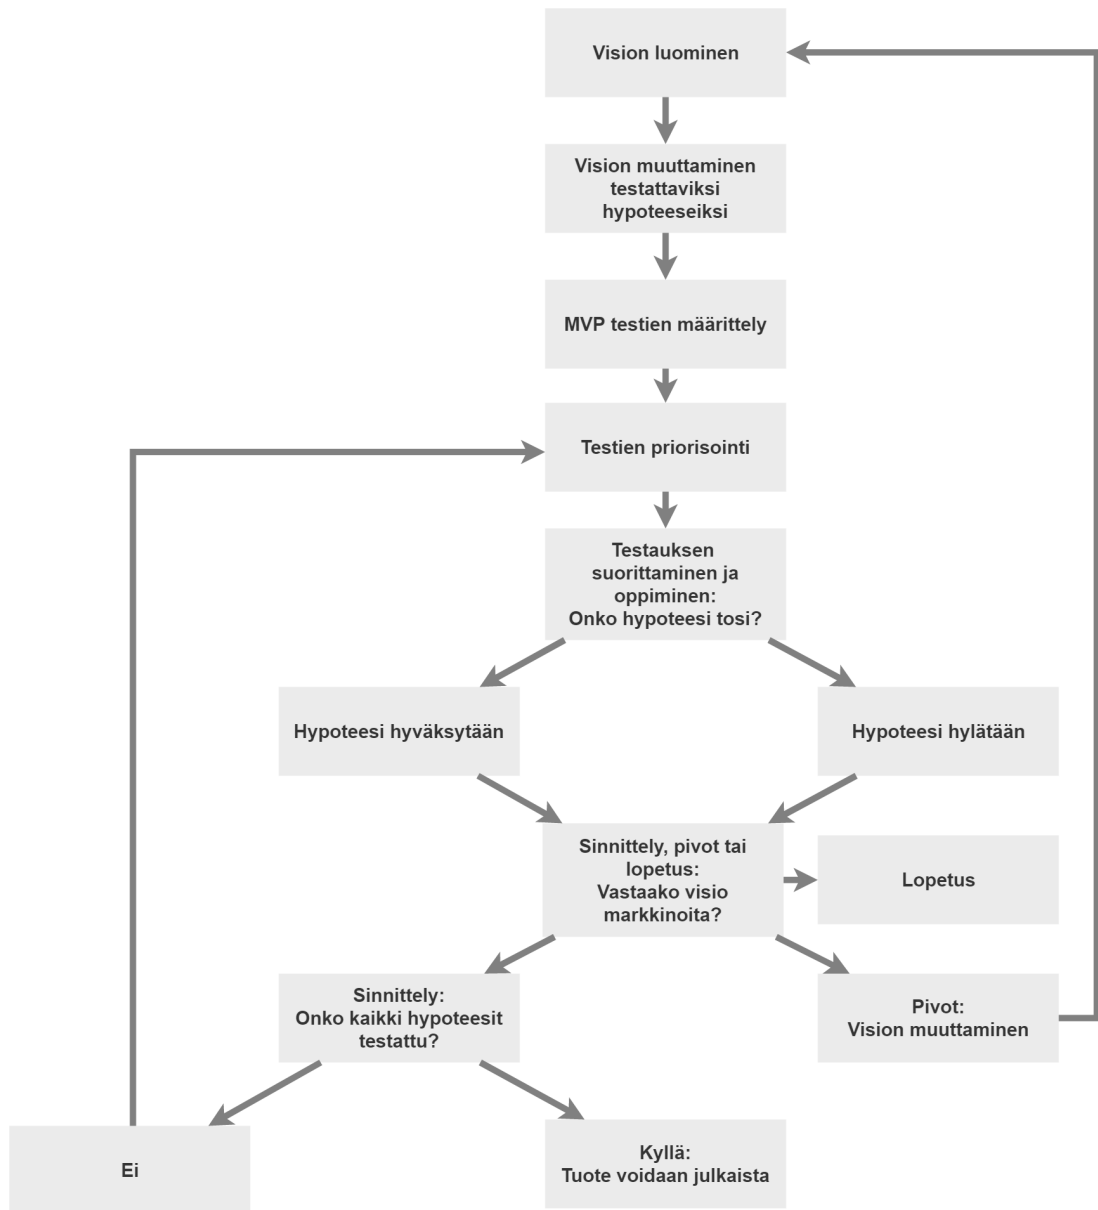 Vision luominen
Vision muuttaminen
testattaviksi
hypoteeseiksi
MVP testien määrittely
Testien priorisointi
Testauksen
suorittaminen ja
oppiminen:
Onko hypoteesi tosi?
Hypoteesi hyväksytään
Hypoteesi hylätään
Sinnittely, pivot tai
lopetus:
Vastaako visio
markkinoita?
Lopetus
Sinnittely:
Onko kaikki hypoteesit
testattu?
Pivot:
Vision muuttaminen
Ei
Kyllä:
Tuote voidaan julkaista